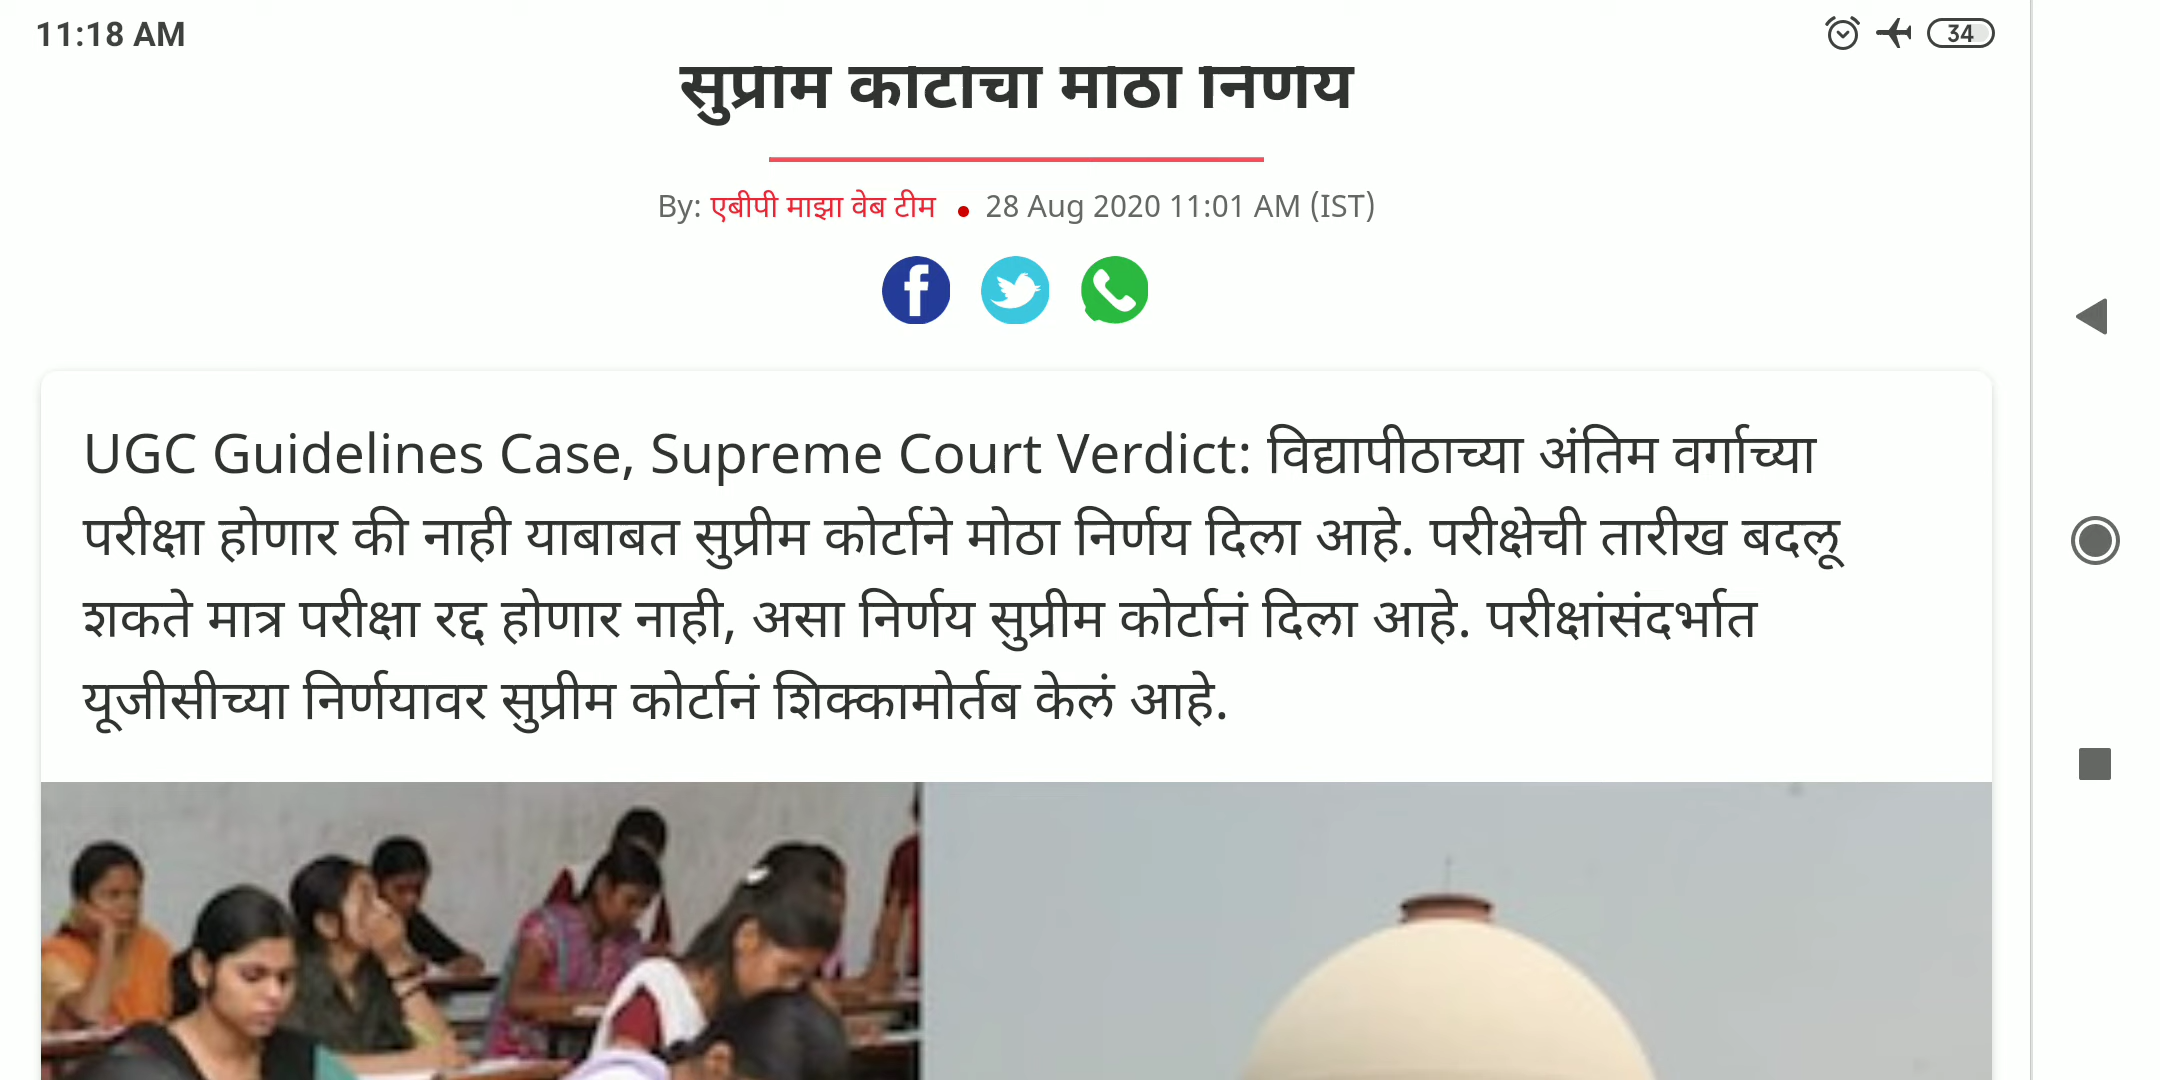 11:18 AM
34
सुप्रीम कोर्टाचा मोठा निर्णय
By: एबीपी माझा वेब टीम • 28 Aug 2020 11:01 AM (IST)
UGC Guidelines Case, Supreme Court Verdict: विद्यापीठाच्या अंतिम वर्गाच्या
परीक्षा होणार की नाही याबाबत सुप्रीम कोर्टाने मोठा निर्णय दिला आहे. परीक्षेची तारीख बदलू
शकते मात्र परीक्षा रद्द होणार नाही, असा निर्णय सुप्रीम कोर्टानं दिला आहे. परीक्षांसंदर्भात
यूजीसीच्या निर्णयावर सुप्रीम कोर्टानं शिक्कामोर्तब केलं आहे.